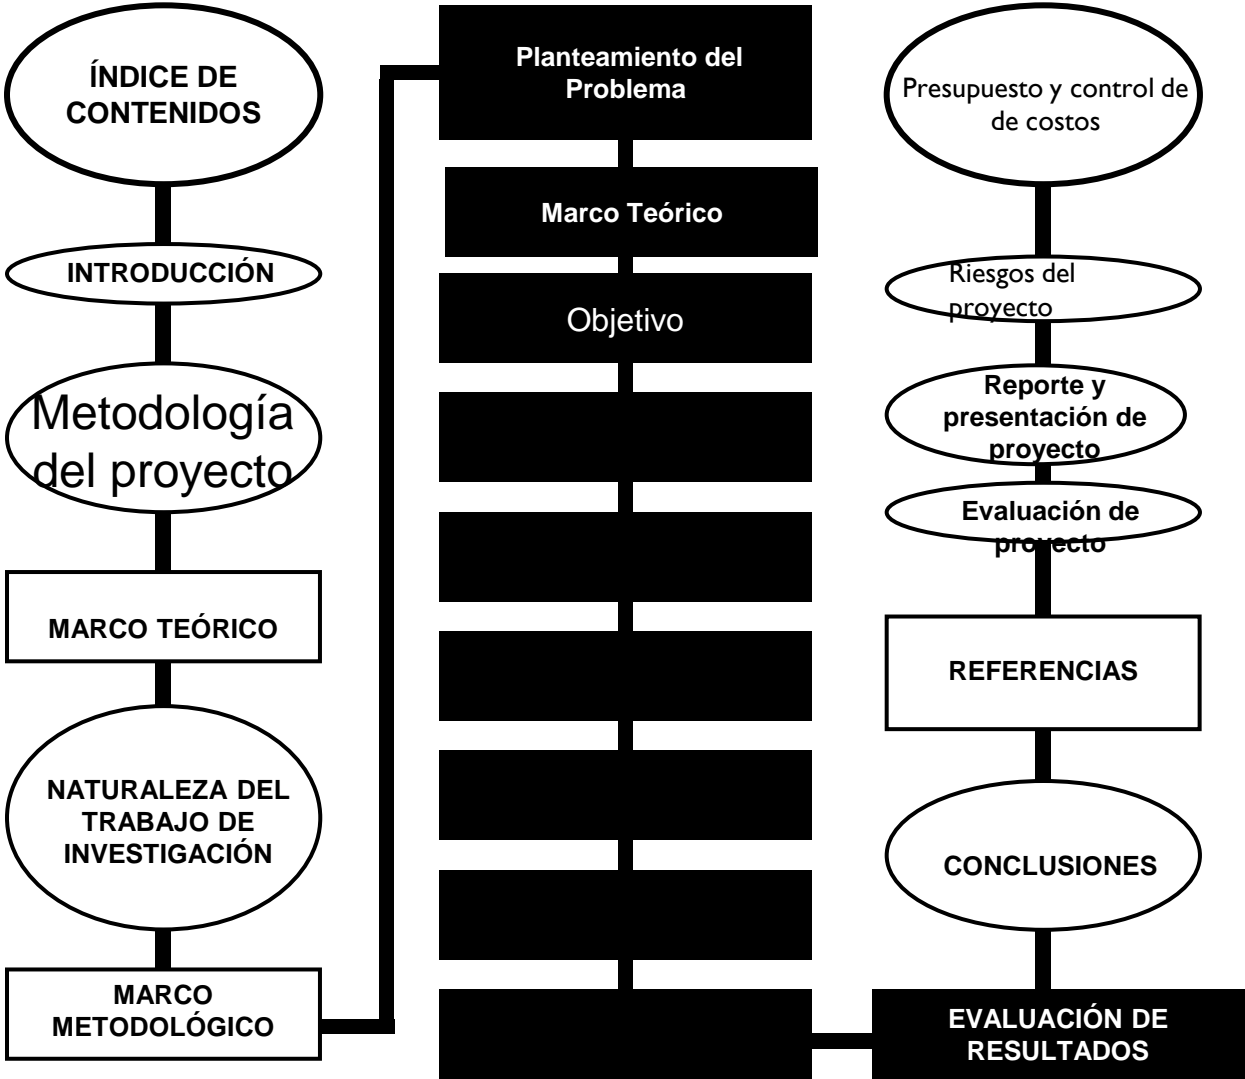 ÍNDICE DE
CONTENIDOS
INTRODUCCIÓN
Metodología
del proyecto
MARCO TEÓRICO
NATURALEZA DEL
TRABAJO DE
INVESTIGACIÓN
MARCO
METODOLÓGICO
Planteamiento del
Problema
Marco Teórico
Objetivo
Presupuesto y control de
de costos
Riesgos del
proyecto
Reporte y
presentación de
proyecto
Evaluación de
proyecto
REFERENCIAS
CONCLUSIONES
EVALUACIÓN DE
RESULTADOS